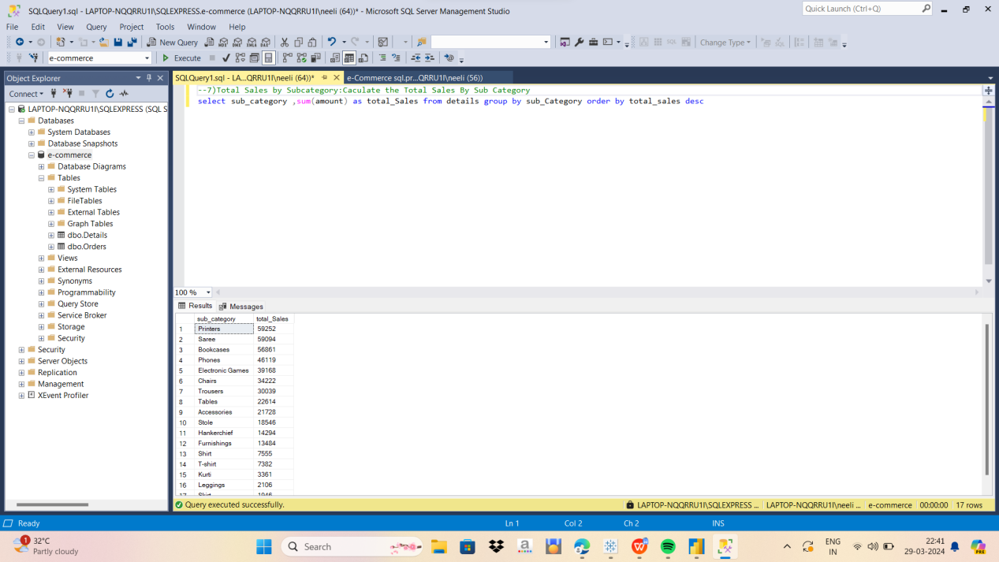 SQLQuery1.sql - LAPTOP-NQQRRU1I\SQLEXPRESS.e-commerce (LAPTOP-NQQRRU1I\neeli (64))* - Microsoft SQL Server Management Studio
Quick Launch (Ctrl+Q)
File Edit View Query Project Tools Window Help
New Query
Change Type
e-commerce
Execute
Object Explorer
SQLQuery1.sql - LA...QRRU1I\neeli (64))*
e-Commerce sql.pr...QRRU1I\neeli (56))
Connect
LAPTOP-NQQRRU1I\SQLEXPRESS (SQL S
Databases
System Databases
Database Snapshots
e-commerce
Database Diagrams
Tables
System Tables
FileTables
External Tables
Graph Tables
dbo.Details
dbo.Orders
Views
External Resources
Synonyms
Programmability
Query Store
Service Broker
Storage
Security
Security
Server Objects
Replication
Management
XEvent Profiler
--7)Total Sales by Subcategory:Caculate the Total Sales By Sub Category
select sub_category ,sum(amount) as total_Sales from details group by sub_Category order by total_sales desc
100 %
Results Messages
sub_category total_Sales
1 Printers 59252
2 Saree 59094
3 Bookcases 56861
4 Phones 46119
5 Electronic Games 39168
6 Chairs 34222
7 Trousers 30039
8 Tables 22614
9 Accessories 21728
10 Stole 18546
11 Hankerchief 14294
12 Furnishings 13484
13 Shirt 7555
14 T-shirt 7382
15 Kurti 3361
16 Leggings 2106
17 Skirt 1946
Query executed successfully.
LAPTOP-NQQRRU1I\SQLEXPRESS ... LAPTOP-NQQRRU1I\neeli ... e-commerce 00:00:00 17 rows
Ready Ln 1 Col 2 Ch 2 INS
1
32°C
Partly cloudy
Search
ENG
IN
22:41
29-03-2024